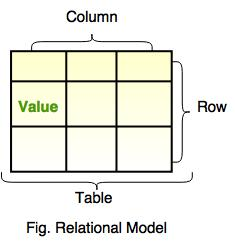 Column
Value
Row
Table
Fig. Relational Model